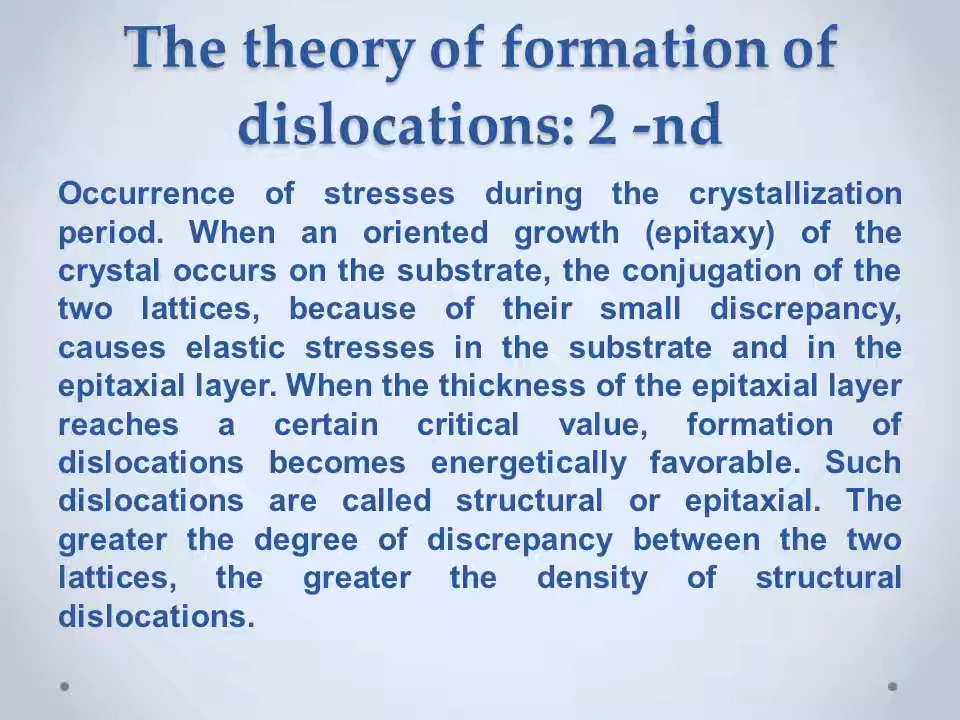 The theory of formation of
dislocations: 2 -nd
Occurrence of stresses during the crystallization
period. When an oriented growth (epitaxy) of the
crystal occurs on the substrate, the conjugation of the
two lattices, because of their small discrepancy,
causes elastic stresses in the substrate and in the
epitaxial layer. When the thickness of the epitaxial layer
reaches a certain critical value, formation of
dislocations becomes energetically favorable. Such
dislocations are called structural or epitaxial. The
greater the degree of discrepancy between the two
lattices, the greater the density of structural
dislocations.